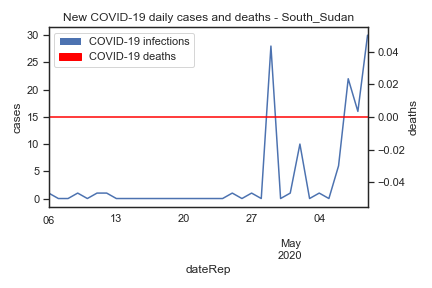 New COVID-19 daily cases and deaths - South_Sudan
COVID-19 infections
COVID-19 deaths
30
25
20
15
10
5
0
cases
0.04
0.02
0.00
−0.02
−0.04
deaths
06
13
20
27
04
May
2020
dateRep